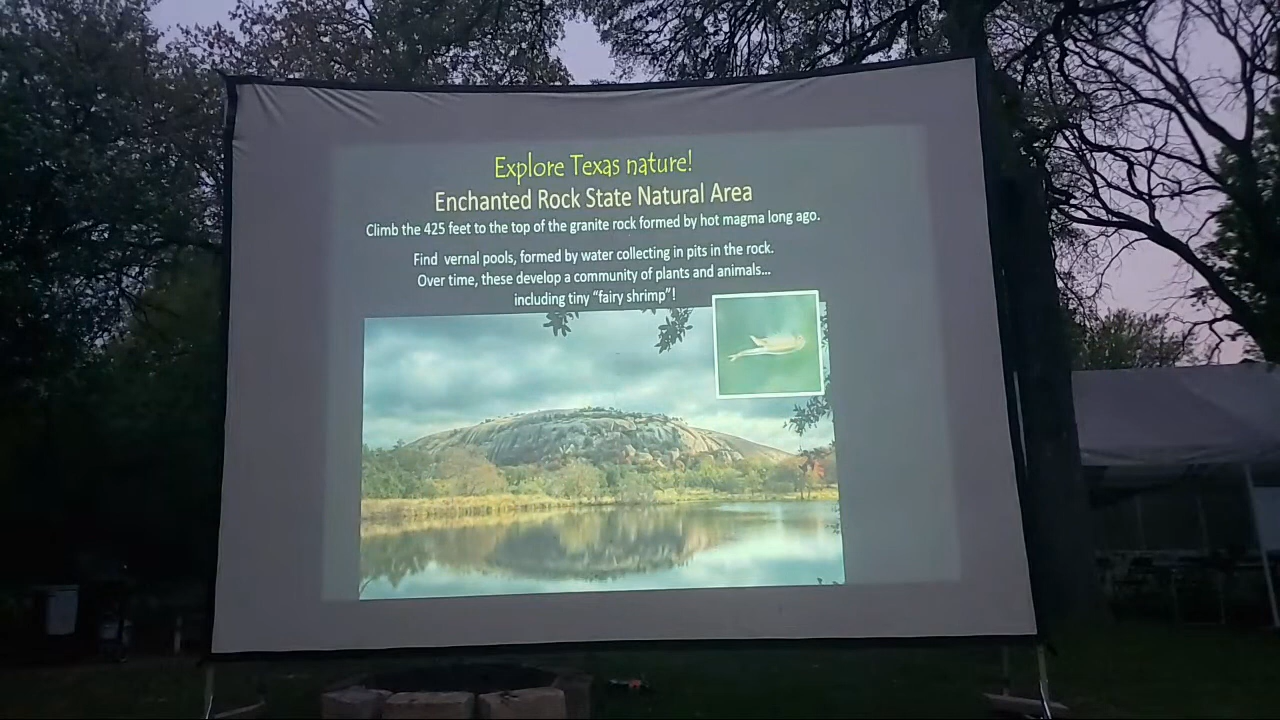 Explore Texas nature!
Enchanted Rock State Natural Area
Climb the 425 feet to the top of the granite rock formed by hot magma long ago.
Find vernal pools, formed by water collecting in pits in the rock.
Over time, these develop a community of plants and animals...
including tiny “fairy shrimp”!